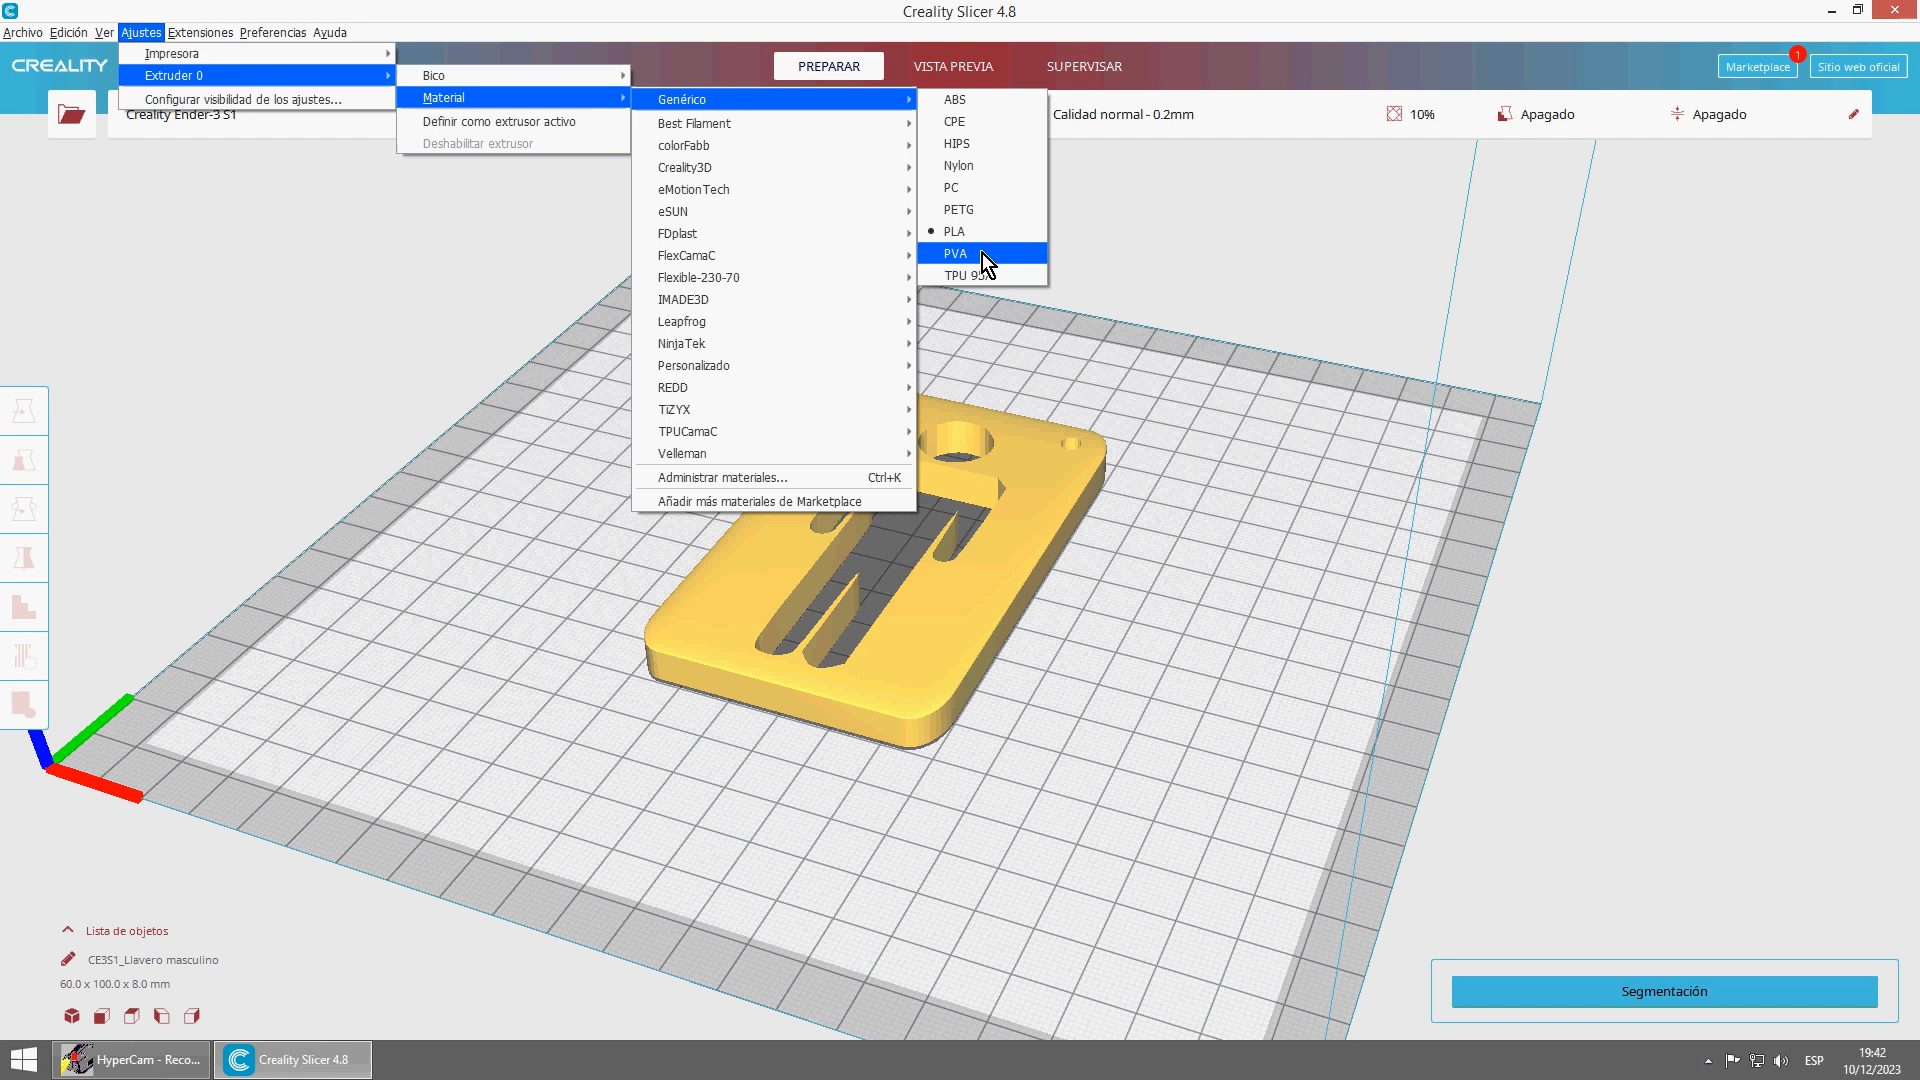 Creality Slicer 4.8
Archivo Edición Ver Ajustes Extensiones Preferencias Ayuda
CREALITY
PREPARAR
VISTA PREVIA
SUPERVISAR
Marketplace
1
Sitio web oficial
Impresora
Extruder 0
Configurar visibilidad de los ajustes...
Creality Ender-3 S1
Bico
Material
Definir como extrusor activo
Deshabilitar extrusor
Genérico
Best Filament
colorFabb
Creality3D
eMotionTech
eSUN
FDplast
FlexCamaC
Flexible-230-70
IMADE3D
Leapfrog
NinjaTek
Personalizado
REDD
TiZYX
TPUCamaC
Velleman
Administrar materiales... Ctrl+K
Añadir más materiales de Marketplace
ABS
CPE
HIPS
Nylon
PC
PETG
PLA
PVA
TPU
Calidad normal - 0.2mm
10%
Apagado
Apagado
Lista de objetos
CE3S1_Llavero masculino
60.0 x 100.0 x 8.0 mm
Segmentación
HyperCam - Reco...
Creality Slicer 4.8
ESP
19:42
10/12/2023